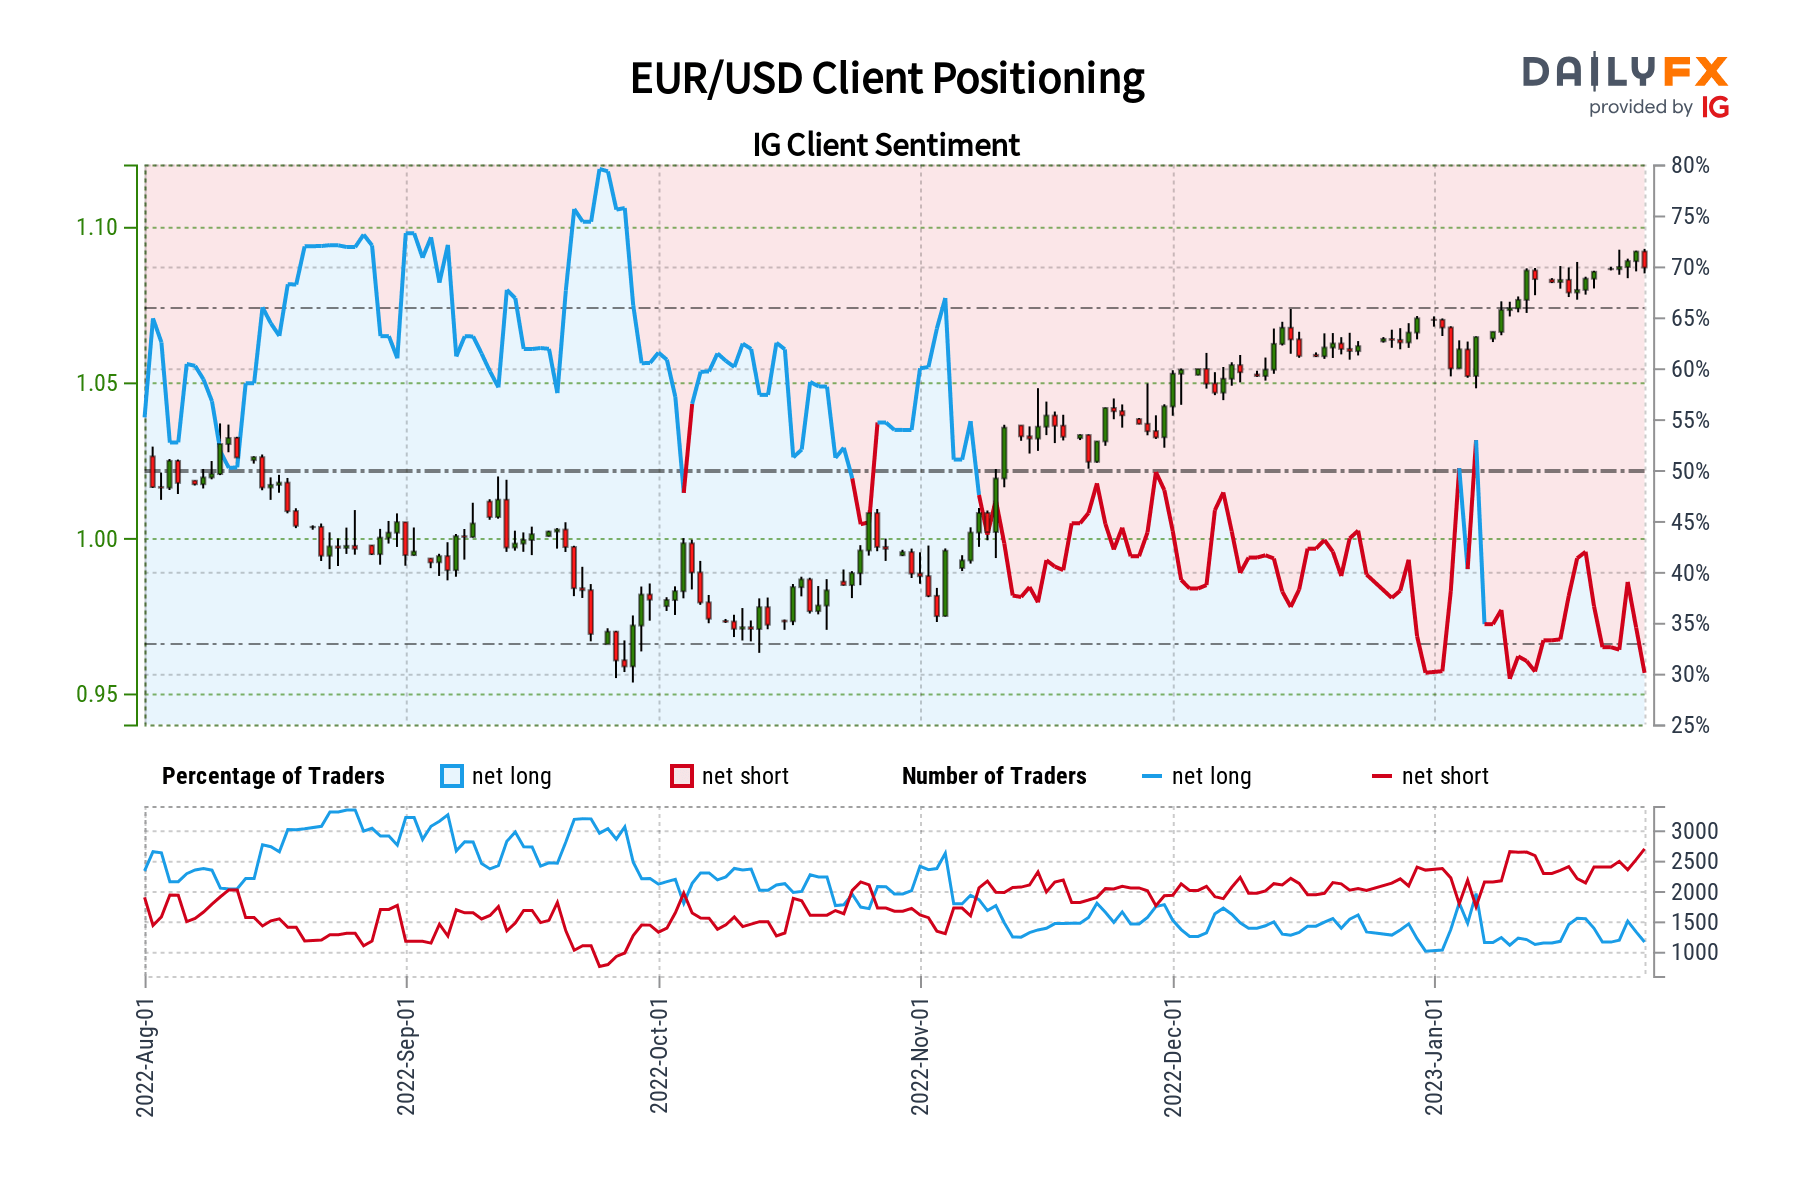 EUR/USD Client Positioning
DAILYFX
provided by IG
IG Client Sentiment
1.10
1.05
1.00
0.95
80%
75%
70%
65%
60%
55%
50%
45%
40%
35%
30%
25%
Percentage of Traders net long net short Number of Traders net long net short
3000
2500
2000
1500
1000
2022-Aug-01
2022-Sep-01
2022-Oct-01
2022-Nov-01
2022-Dec-01
2023-Jan-01